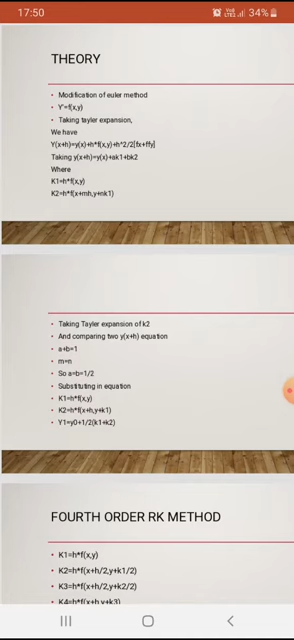 17:50 34%
THEORY
• Modification of euler method
• Y'=f(x,y)
• Taking tayler expansion,
We have
Y(x+h)=y(x)+h*f(x,y)+h^2/2[fx+ffy]
Taking y(x+h)=y(x)+ak1+bk2
Where
K1=h*f(x,y)
K2=h*f(x+mh,y+nk1)
• Taking Tayler expansion of k2
• And comparing two y(x+h) equation
• a+b=1
• m=n
• So a=b=1/2
• Substituting in equation
• K1=h*f(x,y)
• K2=h*f(x+h,y+k1)
• Y1=y0+1/2(k1+k2)
FOURTH ORDER RK METHOD
• K1=h*f(x,y)
• K2=h*f(x+h/2,y+k1/2)
• K3=h*f(x+h/2,y+k2/2)
• K4=h*f(x+h,y+k3)